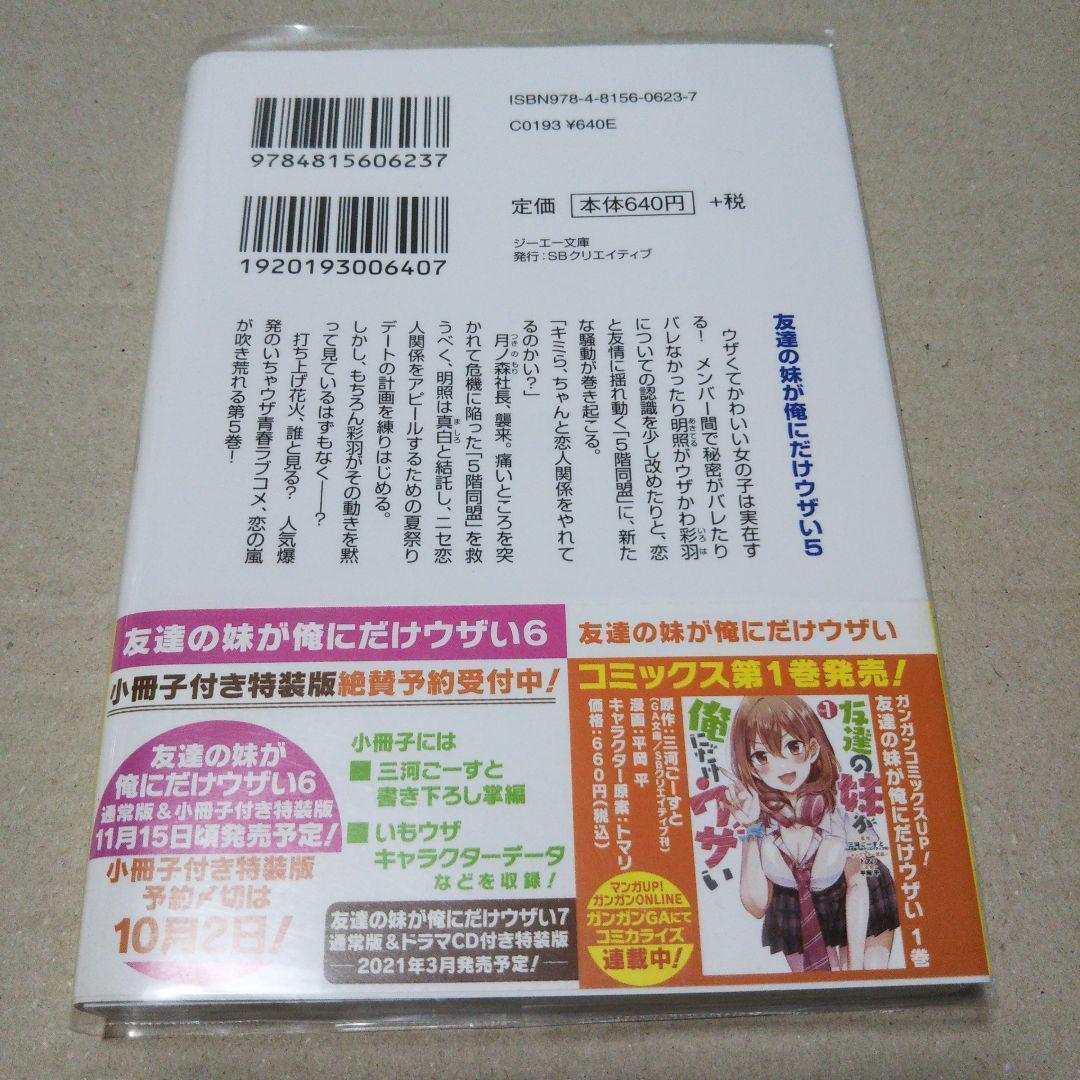 ISBN978-4-8156-0623-7
C0193 ¥640E
9784815606237
定価 本体640円 +税
1920193006407
ジーエー文庫
発行：SBクリエイティブ
友達の妹が俺にだけウザい5
ウザくてかわいい女の子は実在す
る！　メンバー間で秘密がバレたり
バレなかったり明照がウザかわ彩羽
あきてる
いろは
についての認識を少し改めたりと、恋
と友情に揺れ動く「5階同盟」に、新た
な騒動が巻き起こる。
「キミら、ちゃんと恋人関係をやれて
るのかい？」
月ノ森社長、襲来。痛いところを突
つきのもり
かれて危機に陥った「5階同盟」を救
うべく、明照は真白と結託し、ニセ恋
ましろ
人関係をアピールするための夏祭り
デートの計画を練りはじめる。
しかし、もちろん彩羽がその動きを黙
って見ているはずもなく――？
打ち上げ花火、誰と見る？　人気爆
発のいちゃウザ青春ラブコメ、恋の嵐
が吹き荒れる第5巻！
友達の妹が俺にだけウザい6
小冊子付き特装版絶賛予約受付中！
友達の妹が
俺にだけウザい6
通常版＆小冊子付き特装版
11月15日頃発売予定！
小冊子付き特装版
予約〆切は
10月2日！
小冊子には
■三河ごーすと
書き下ろし掌編
■いもウザ
キャラクターデータ
などを収録！
友達の妹が俺にだけウザい7
通常版＆ドラマCD付き特装版
―2021年3月発売予定！―
友達の妹が俺にだけウザい
コミックス第1巻発売！
ガンガンコミックスUP！
友達の妹が俺にだけウザい 1巻
原作：三河ごーすと
（GA文庫／SBクリエイティブ刊）
漫画：平岡 平
キャラクター原案：トマリ
価格：660円（税込）
友達の妹が
俺にだけウザい
1
三河ごーすと
マンガUP！
ガンガンONLINE
ガンガンGAにて
コミカライズ
連載中！